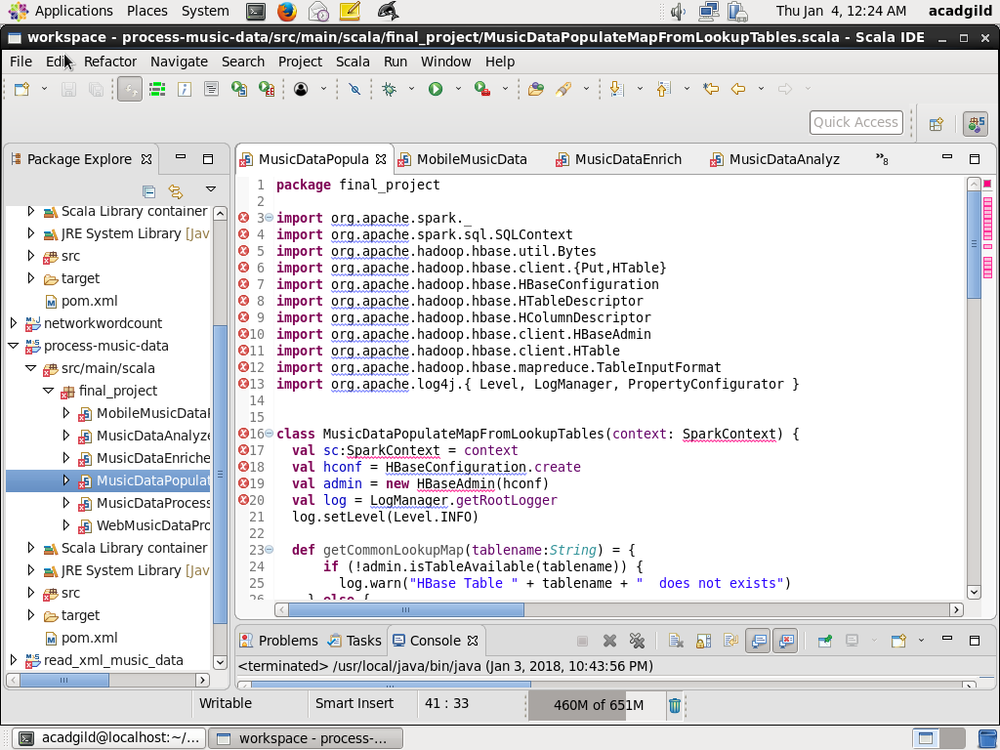 Applications Places System Thu Jan 4, 12:24 AM acadgild
workspace - process-music-data/src/main/scala/final_project/MusicDataPopulateMapFromLookupTables.scala - Scala IDE
File Edit Refactor Navigate Search Project Scala Run Window Help
Quick Access
Package Explore
Scala Library container
JRE System Library [Jav
src
target
pom.xml
networkwordcount
process-music-data
src/main/scala
final_project
MobileMusicDataP
MusicDataAnalyze
MusicDataEnriche
MusicDataPopulat
MusicDataProcess
WebMusicDataPro
Scala Library container
JRE System Library [Jav
src
target
pom.xml
read_xml_music_data
MusicDataPopula MobileMusicData MusicDataEnrich MusicDataAnalyz »8
1 package final_project
2
3 import org.apache.spark._
4 import org.apache.spark.sql.SQLContext
5 import org.apache.hadoop.hbase.util.Bytes
6 import org.apache.hadoop.hbase.client.{Put,HTable}
7 import org.apache.hadoop.hbase.HBaseConfiguration
8 import org.apache.hadoop.hbase.HTableDescriptor
9 import org.apache.hadoop.hbase.HColumnDescriptor
10 import org.apache.hadoop.hbase.client.HBaseAdmin
11 import org.apache.hadoop.hbase.client.HTable
12 import org.apache.hadoop.hbase.mapreduce.TableInputFormat
13 import org.apache.log4j.{ Level, LogManager, PropertyConfigurator }
14
15
16 class MusicDataPopulateMapFromLookupTables(context: SparkContext) {
17 val sc:SparkContext = context
18 val hconf = HBaseConfiguration.create
19 val admin = new HBaseAdmin(hconf)
20 val log = LogManager.getRootLogger
21 log.setLevel(Level.INFO)
22
23 def getCommonLookupMap(tablename:String) = {
24 if (!admin.isTableAvailable(tablename)) {
25 log.warn("HBase Table " + tablename + "  does not exists")
26 } else {
Problems Tasks Console
<terminated> /usr/local/java/bin/java (Jan 3, 2018, 10:43:56 PM)
Writable Smart Insert 41 : 33 460M of 651M
acadgild@localhost:~/... workspace - process-...